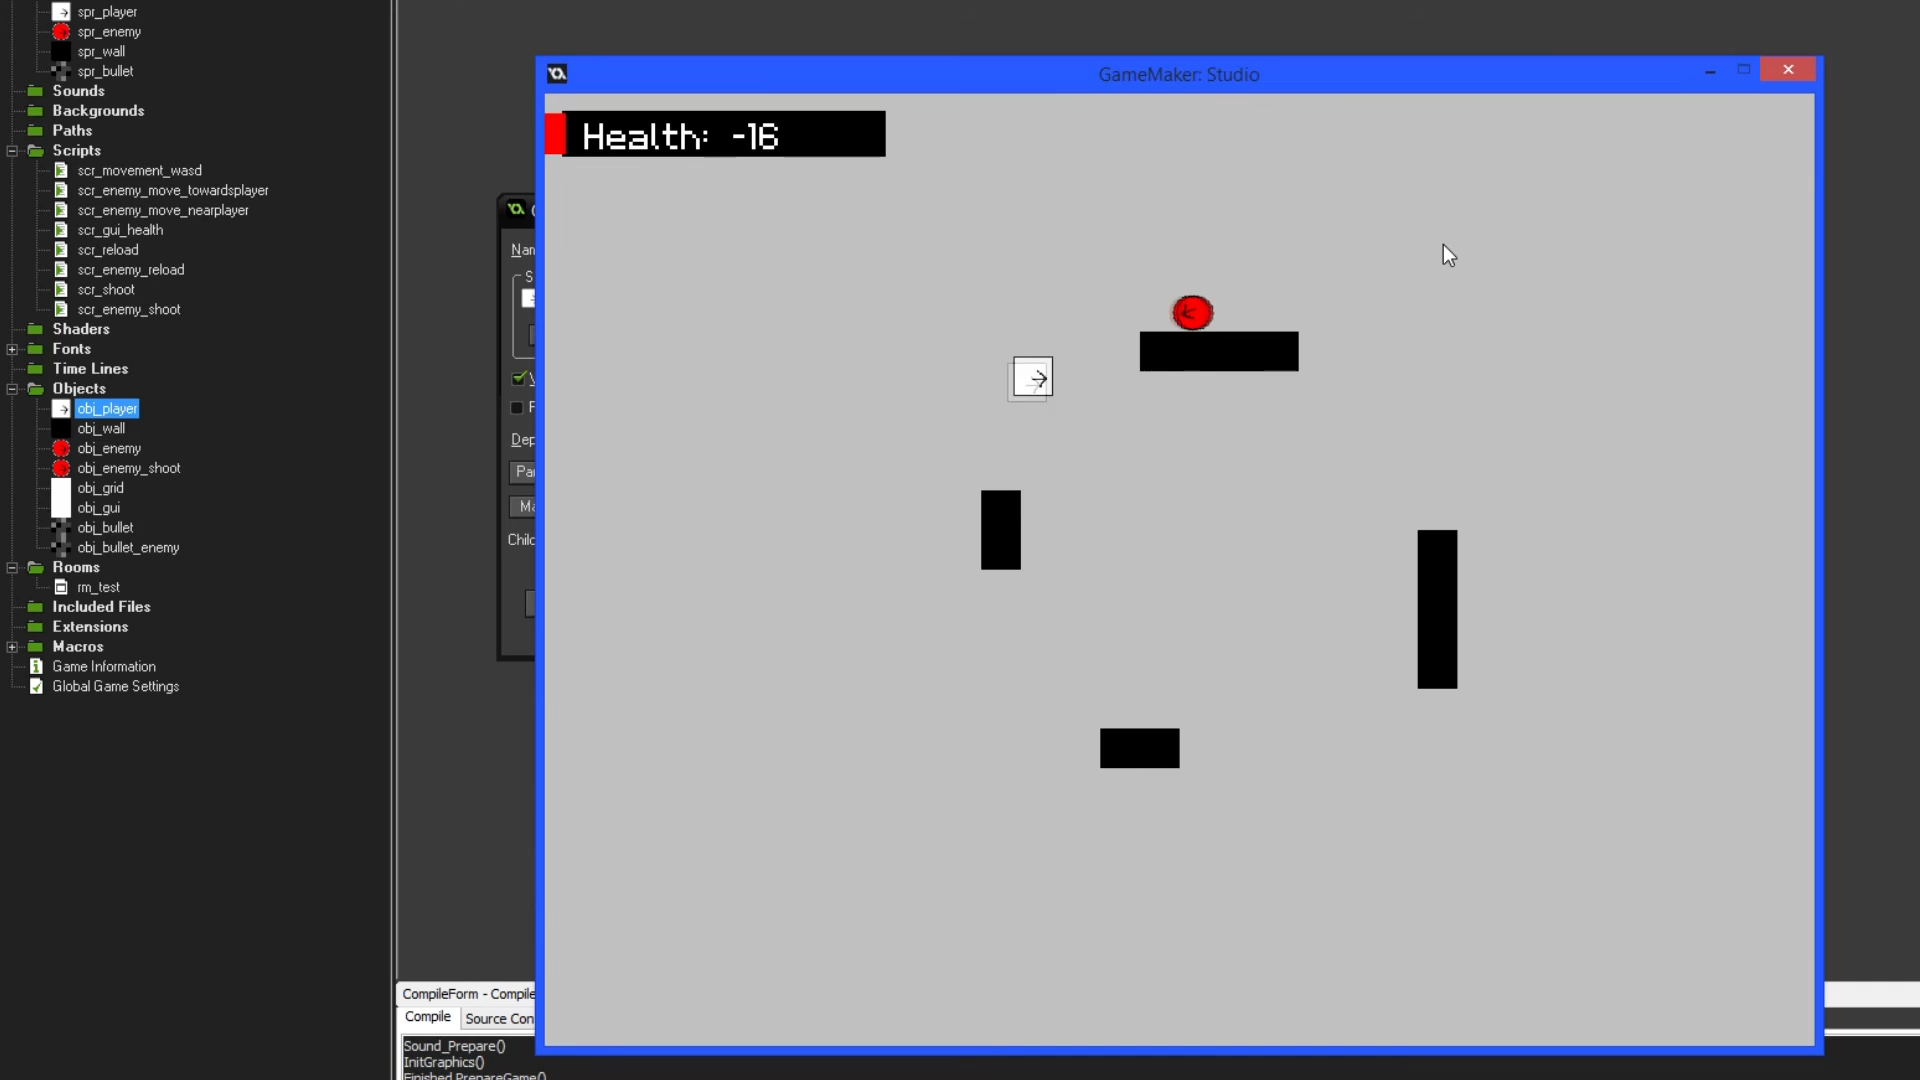 spr_player
spr_enemy
spr_wall
spr_bullet
Sounds
Backgrounds
Paths
Scripts
scr_movement_wasd
scr_enemy_move_towardsplayer
scr_enemy_move_nearplayer
scr_gui_health
scr_reload
scr_enemy_reload
scr_shoot
scr_enemy_shoot
Shaders
Fonts
Time Lines
Objects
obj_player
obj_wall
obj_enemy
obj_enemy_shoot
obj_grid
obj_gui
obj_bullet
obj_bullet_enemy
Rooms
rm_test
Included Files
Extensions
Macros
Game Information
Global Game Settings
GameMaker: Studio
Health: -16
CompileForm - Compile
Compile
Source Con
Sound_Prepare()
InitGraphics()
Finished PrepareGame()